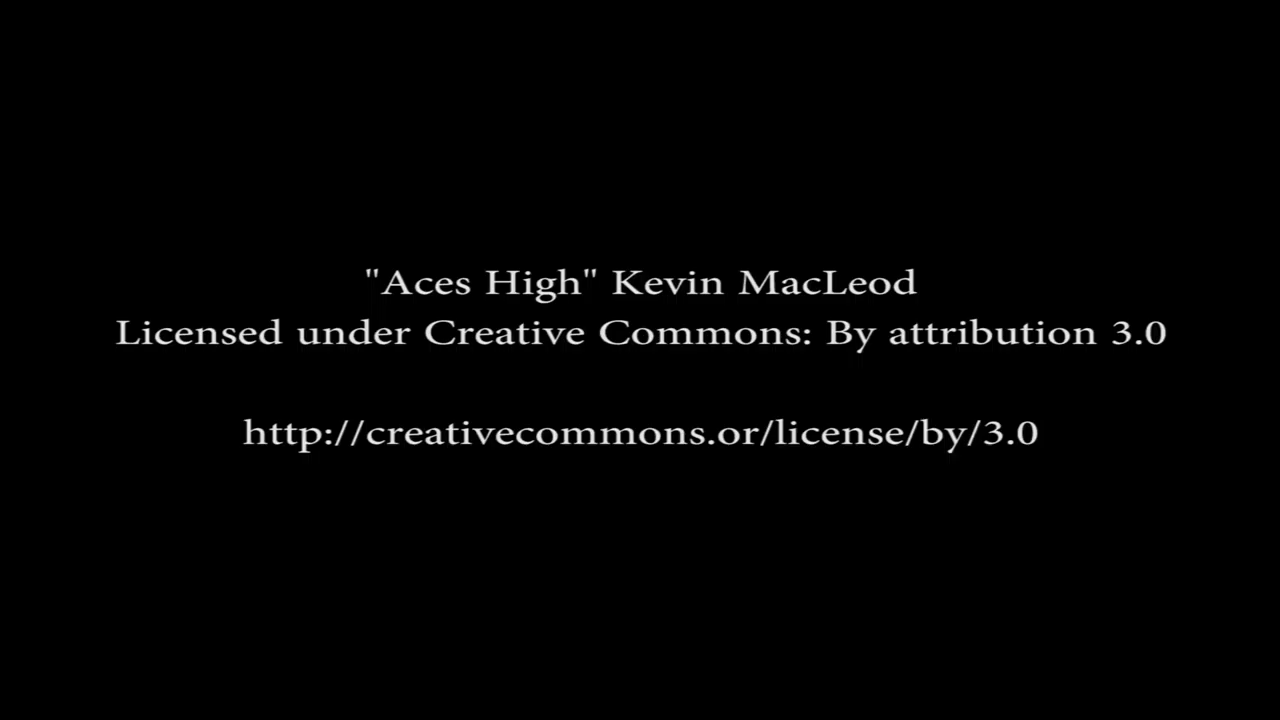 "Aces High" Kevin MacLeod
Licensed under Creative Commons: By attribution 3.0
http://creativecommons.or/license/by/3.0